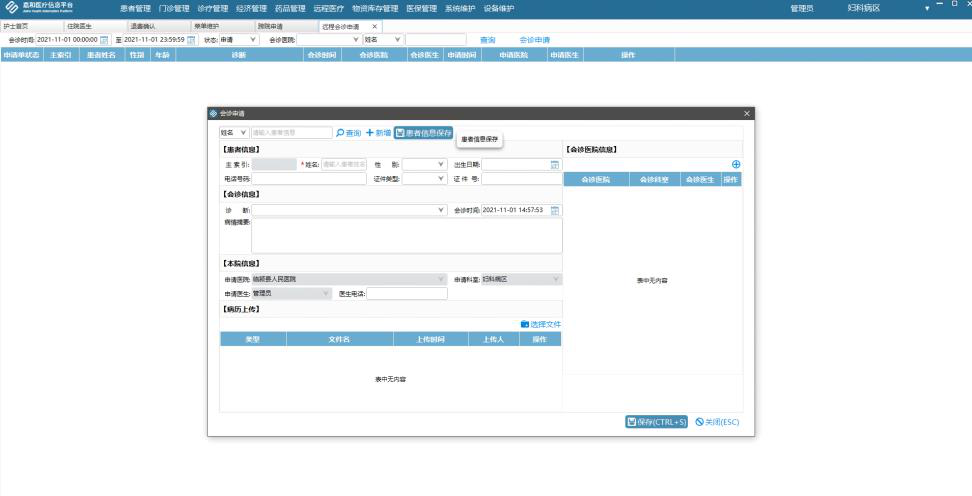 嘉和医疗信息平台 患者管理 门诊管理 诊疗管理 经济管理 药品管理 远程医疗 物资库存管理 医保管理 系统维护 设备维护 管理员 妇科病区
护士首页 住院医生 退费确认 菜单维护 跨院申请 远程会诊申请 ×
会诊时间: 2021-11-01 00:00:00 至 2021-11-01 23:59:59 状态: 申请 会诊医院: 姓名 查询 会诊申请
申请单状态 主索引 患者姓名 性别 年龄 诊断 会诊时间 会诊医院 会诊医生 申请时间 申请医院 申请医生 操作
会诊申请
姓名 请输入患者信息 查询 新增 患者信息保存
患者信息保存
【患者信息】
主索引: *姓名: 请输入患者姓名 性别: 出生日期:
电话号码: 证件类型: 证件号:
【会诊信息】
诊断: 会诊时间: 2021-11-01 14:57:53
病情摘要:
【本院信息】
申请医院: 临颍县人民医院 申请科室: 妇科病区
申请医生: 管理员 医生电话:
【病历上传】
选择文件
类型 文件名 上传时间 上传人 操作
表中无内容
【会诊医院信息】
会诊医院 会诊科室 会诊医生 操作
表中无内容
保存(CTRL+S) 关闭(ESC)